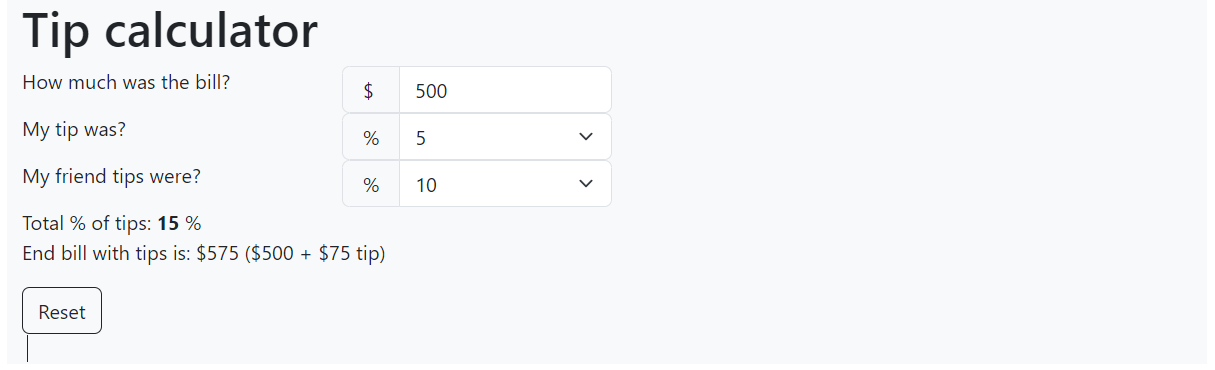 Tip calculator
How much was the bill? $ 500
My tip was? % 5
My friend tips were? % 10
Total % of tips: 15 %
End bill with tips is: $575 ($500 + $75 tip)
Reset